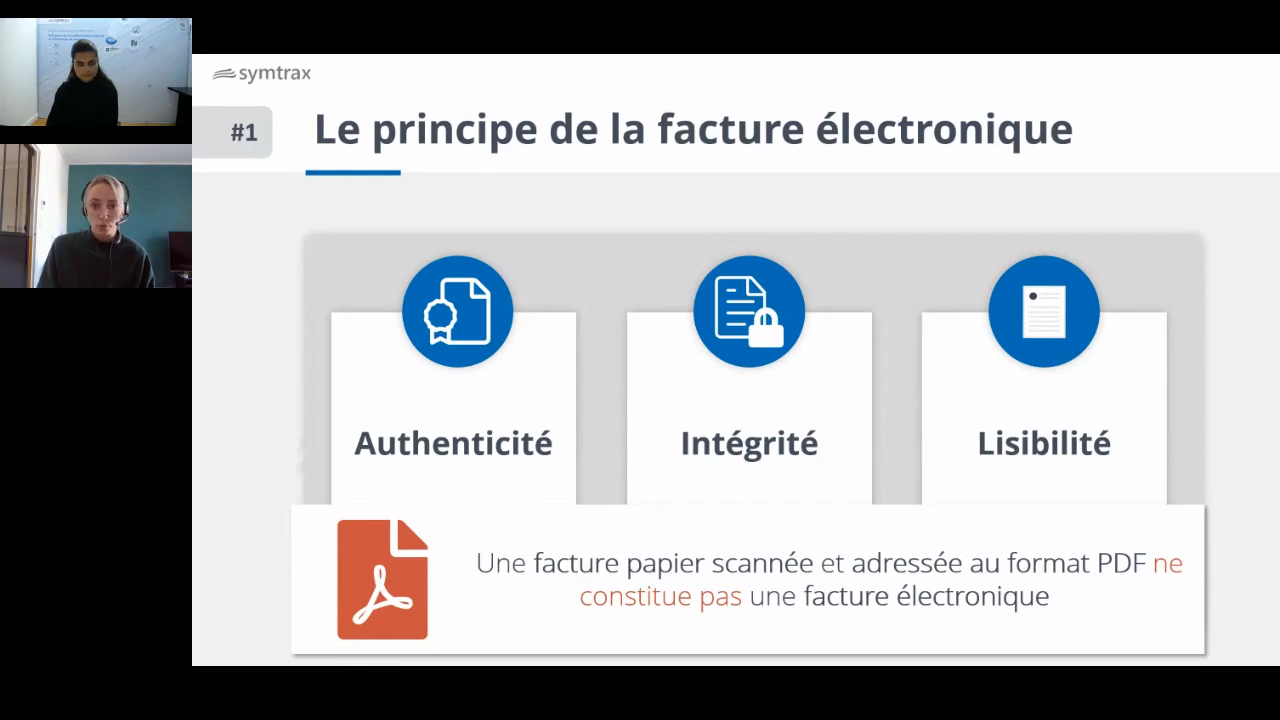 symtrax
#1
Le principe de la facture électronique
Authenticité
Intégrité
Lisibilité
Une facture papier scannée et adressée au format PDF ne
constitue pas une facture électronique